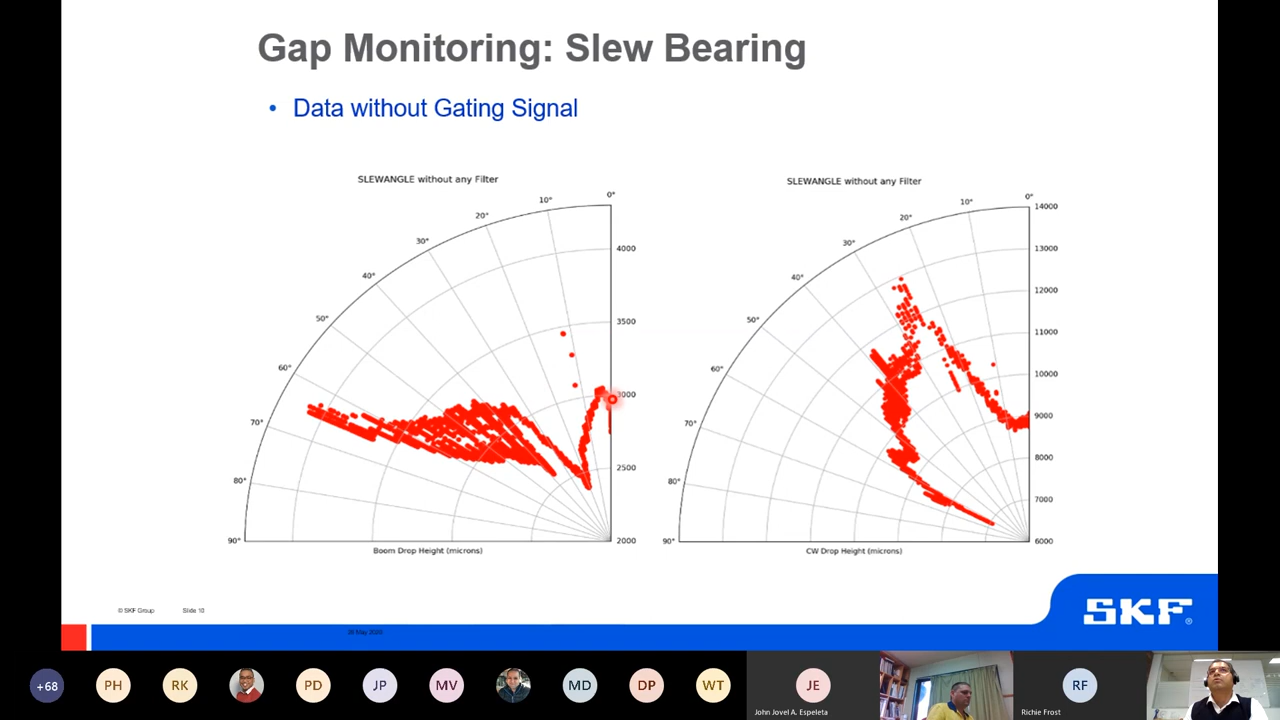 Gap Monitoring: Slew Bearing
• Data without Gating Signal
SLEWANGLE without any Filter
0°
10°
20°
30°
40°
50°
60°
70°
80°
90°
4000
3500
3000
2500
2000
Boom Drop Height (microns)
SLEWANGLE without any Filter
0°
10°
20°
30°
40°
50°
60°
70°
80°
90°
14000
13000
12000
11000
10000
9000
8000
7000
6000
CW Drop Height (microns)
© SKF Group
Slide 10
SKF®
+68
PH
RK
PD
JP
MV
MD
DP
WT
JE
John Jovel A. Espeleta
RF
Richie Frost